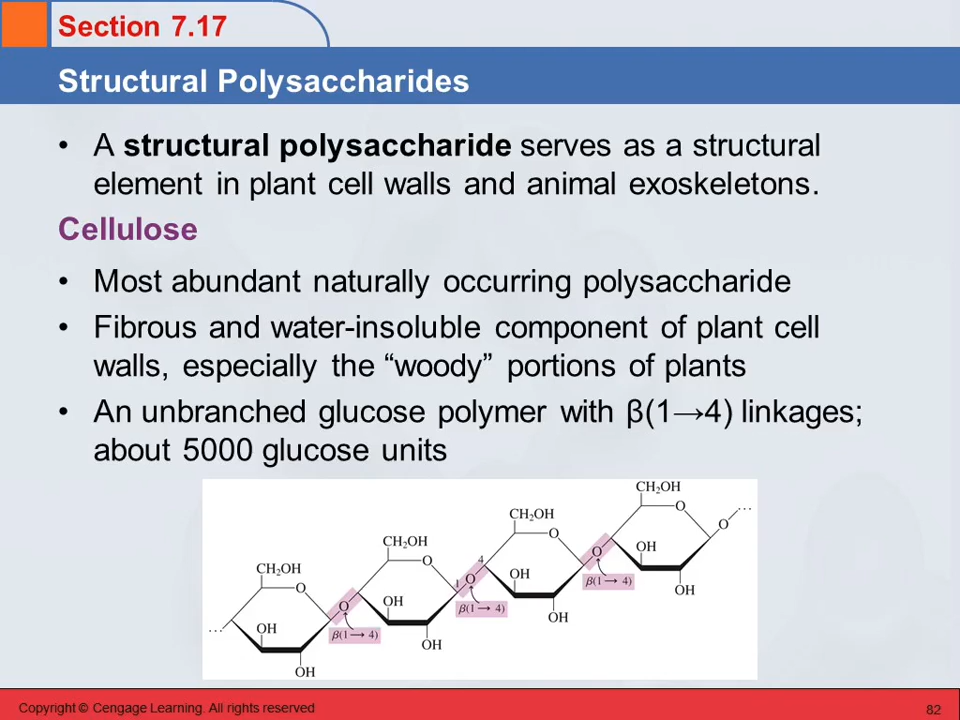 Section 7.17
Structural Polysaccharides
• A structural polysaccharide serves as a structural
element in plant cell walls and animal exoskeletons.
Cellulose
• Most abundant naturally occurring polysaccharide
• Fibrous and water-insoluble component of plant cell
walls, especially the “woody” portions of plants
• An unbranched glucose polymer with β(1→4) linkages;
about 5000 glucose units
CH₂OH
O
OH
OH
...
O
β(1→ 4)
CH₂OH
O
OH
OH
1
4
O
β(1→ 4)
CH₂OH
O
OH
OH
O
β(1→ 4)
CH₂OH
O
OH
OH
O
...
Copyright © Cengage Learning. All rights reserved
82